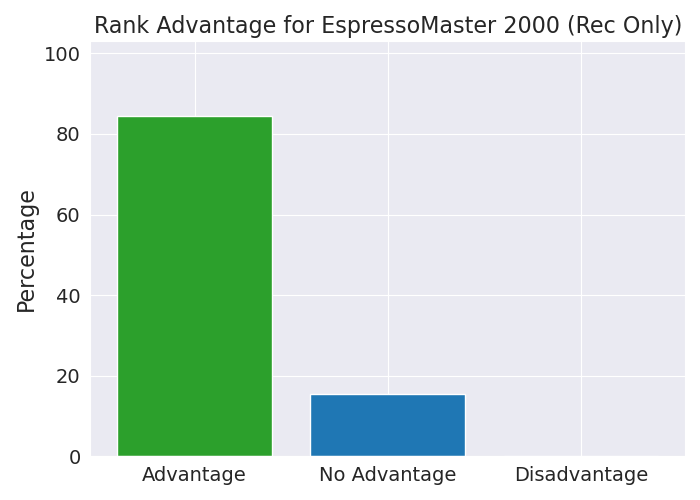 Rank Advantage for EspressoMaster 2000 (Rec Only)
100
80
60
40
20
0
Percentage
Advantage
No Advantage
Disadvantage